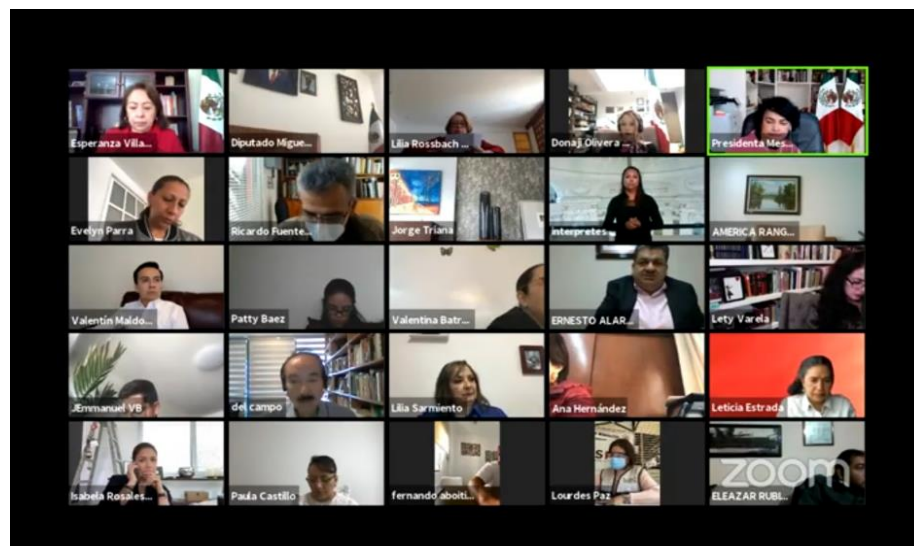 Esperanza Villa...
Diputado Migue...
Lilia Rossbach ...
Donaji Olivera ...
Presidenta Mes...
Evelyn Parra
Ricardo Fuente...
Jorge Triana
interpretes
AMERICA RANG...
Valentín Maldo...
Patty Baez
Valentina Batr...
ERNESTO ALAR...
Lety Varela
JEmmanuel VB
del campo
Lilia Sarmiento
Ana Hernández
Leticia Estrada
Isabela Rosales...
Paula Castillo
fernando aboiti...
Lourdes Paz
ELEAZAR RUBI...
zoom